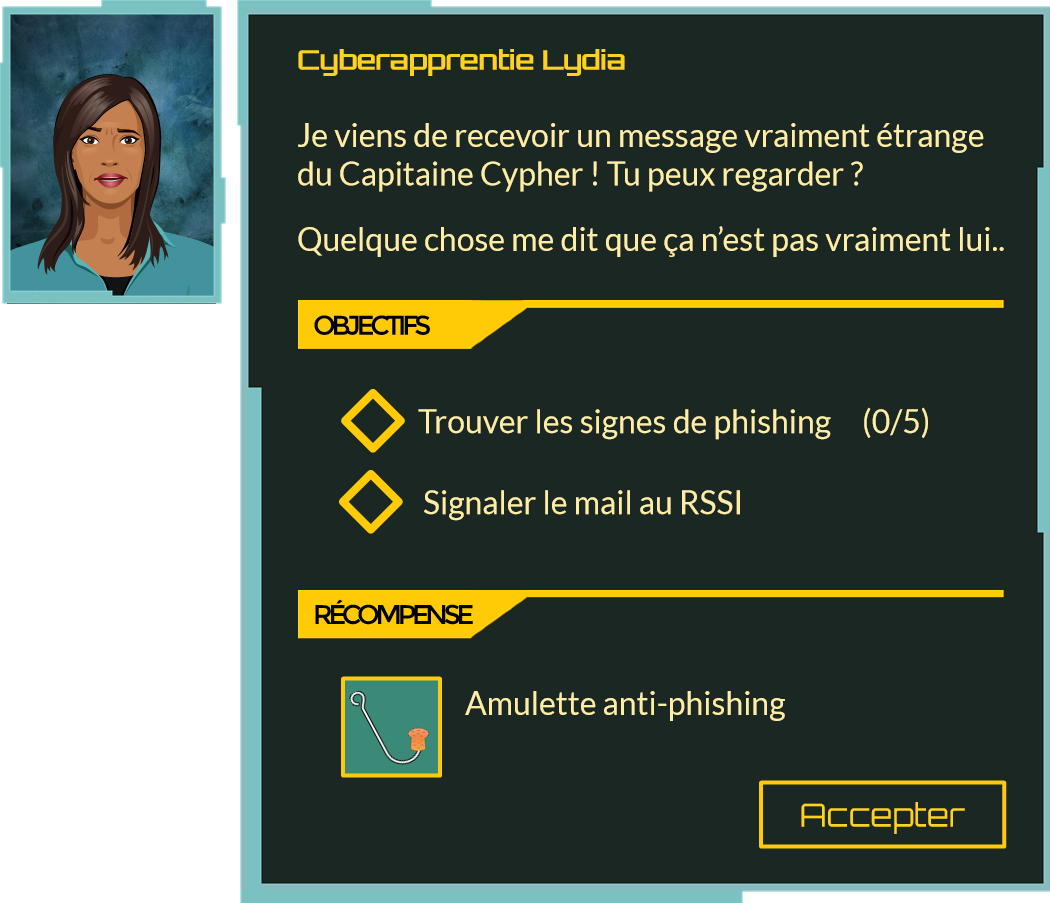 Cyberapprentie Lydia
Je viens de recevoir un message vraiment étrange
du Capitaine Cypher ! Tu peux regarder ?
Quelque chose me dit que ça n’est pas vraiment lui..
OBJECTIFS
Trouver les signes de phishing (0/5)
Signaler le mail au RSSI
RÉCOMPENSE
Amulette anti-phishing
Accepter